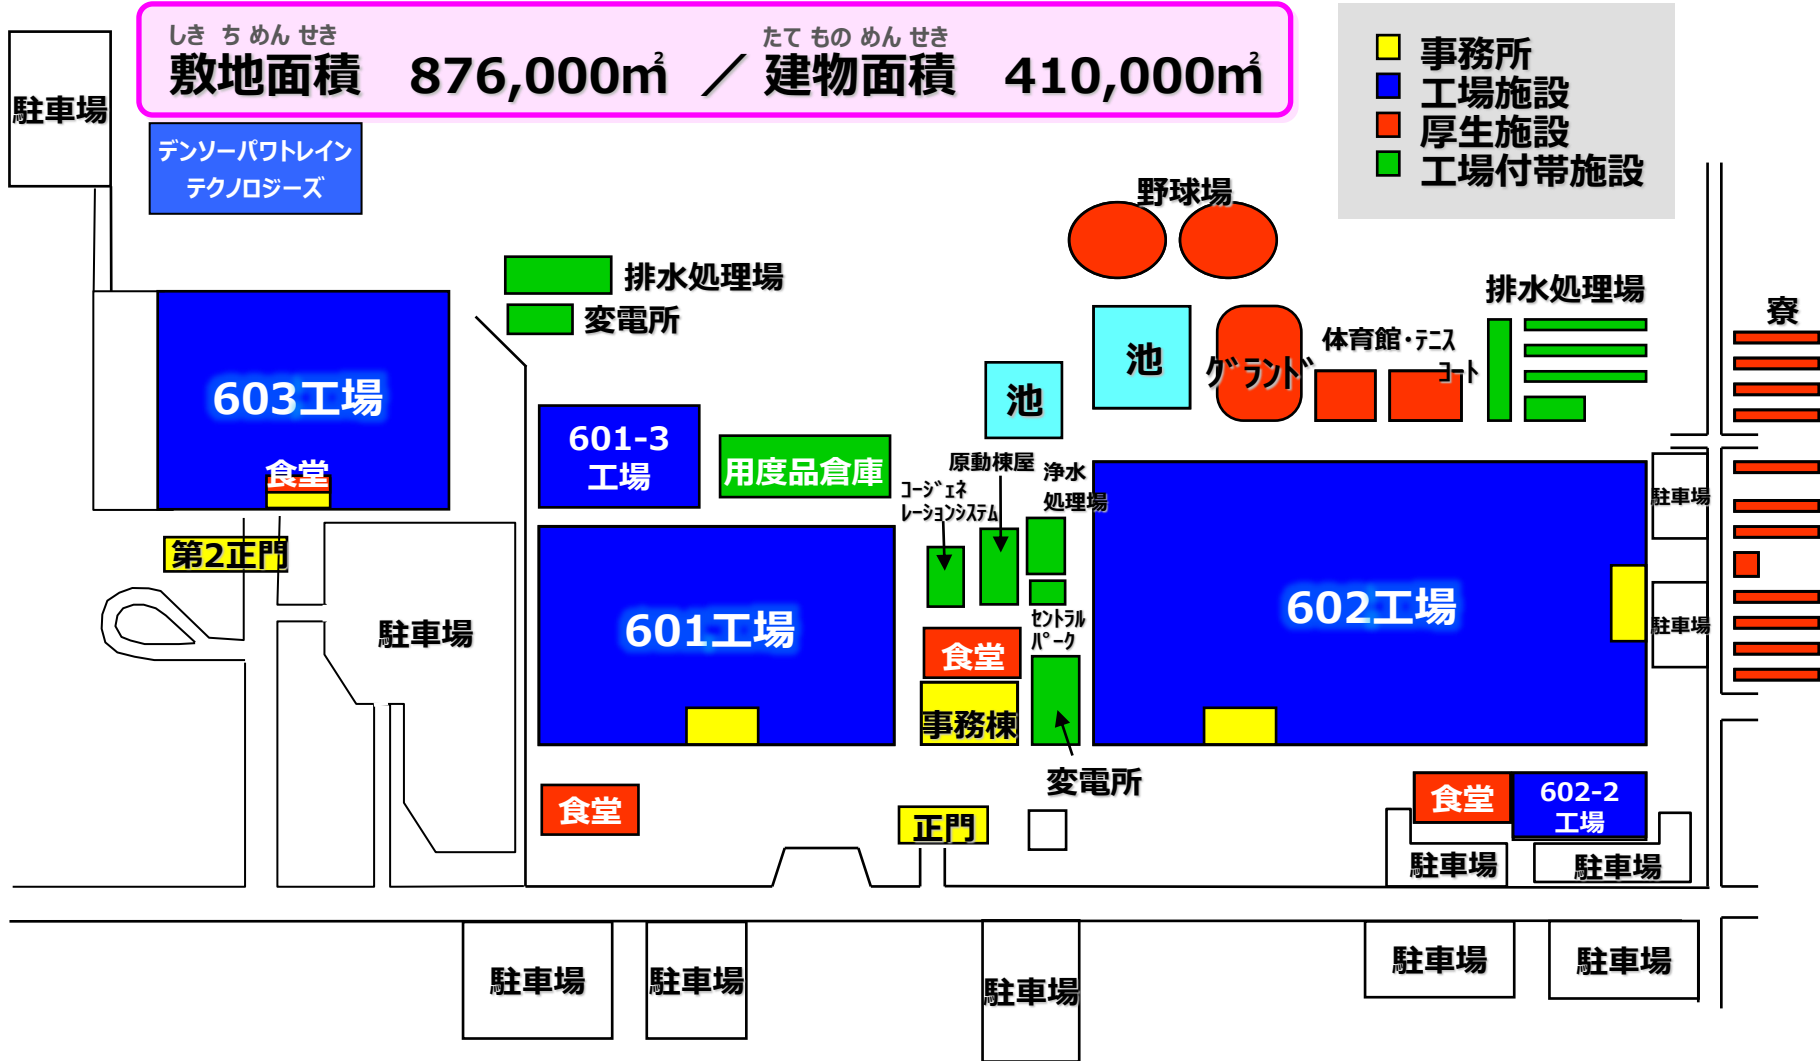 しき ち めん せき
敷地面積 876,000㎡ ／
たて もの めん せき
建物面積 410,000㎡
事務所
工場施設
厚生施設
工場付帯施設
駐車場
デンソーパワトレイン
テクノロジーズ
野球場
排水処理場
変電所
排水処理場
寮
603工場
食堂
池
池
グランド
体育館・テニス
コート
601-3
工場
用度品倉庫
原動棟屋
浄水
処理場
コージェネ
レーションシステム
駐車場
第2正門
駐車場
601工場
602工場
セントラル
パーク
駐車場
食堂
事務棟
変電所
食堂
正門
食堂
602-2
工場
駐車場
駐車場
駐車場
駐車場
駐車場
駐車場
駐車場